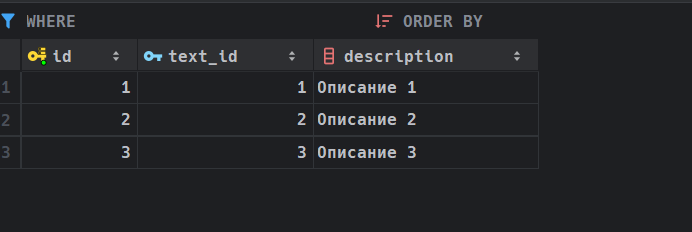 WHERE ORDER BY
id text_id description
1 1 1 Описание 1
2 2 2 Описание 2
3 3 3 Описание 3